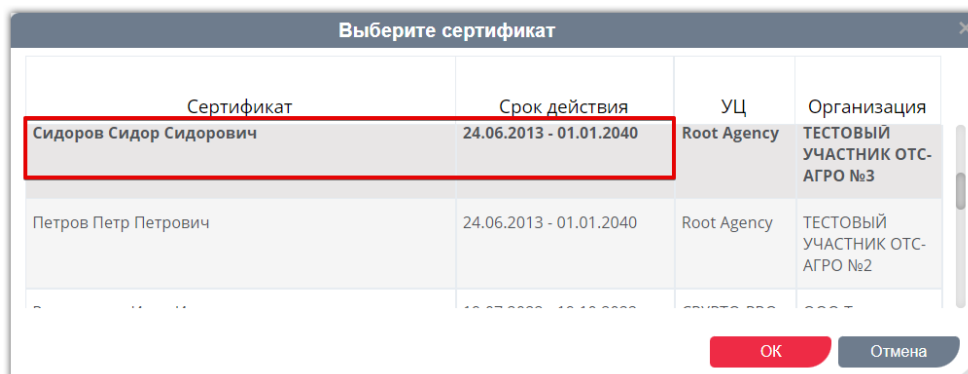 Выберите сертификат
Сертификат Срок действия УЦ Организация
Сидоров Сидор Сидорович 24.06.2013 - 01.01.2040 Root Agency ТЕСТОВЫЙ
УЧАСТНИК ОТС-
АГРО №3
Петров Петр Петрович 24.06.2013 - 01.01.2040 Root Agency ТЕСТОВЫЙ
УЧАСТНИК ОТС-
АГРО №2
ОК Отмена